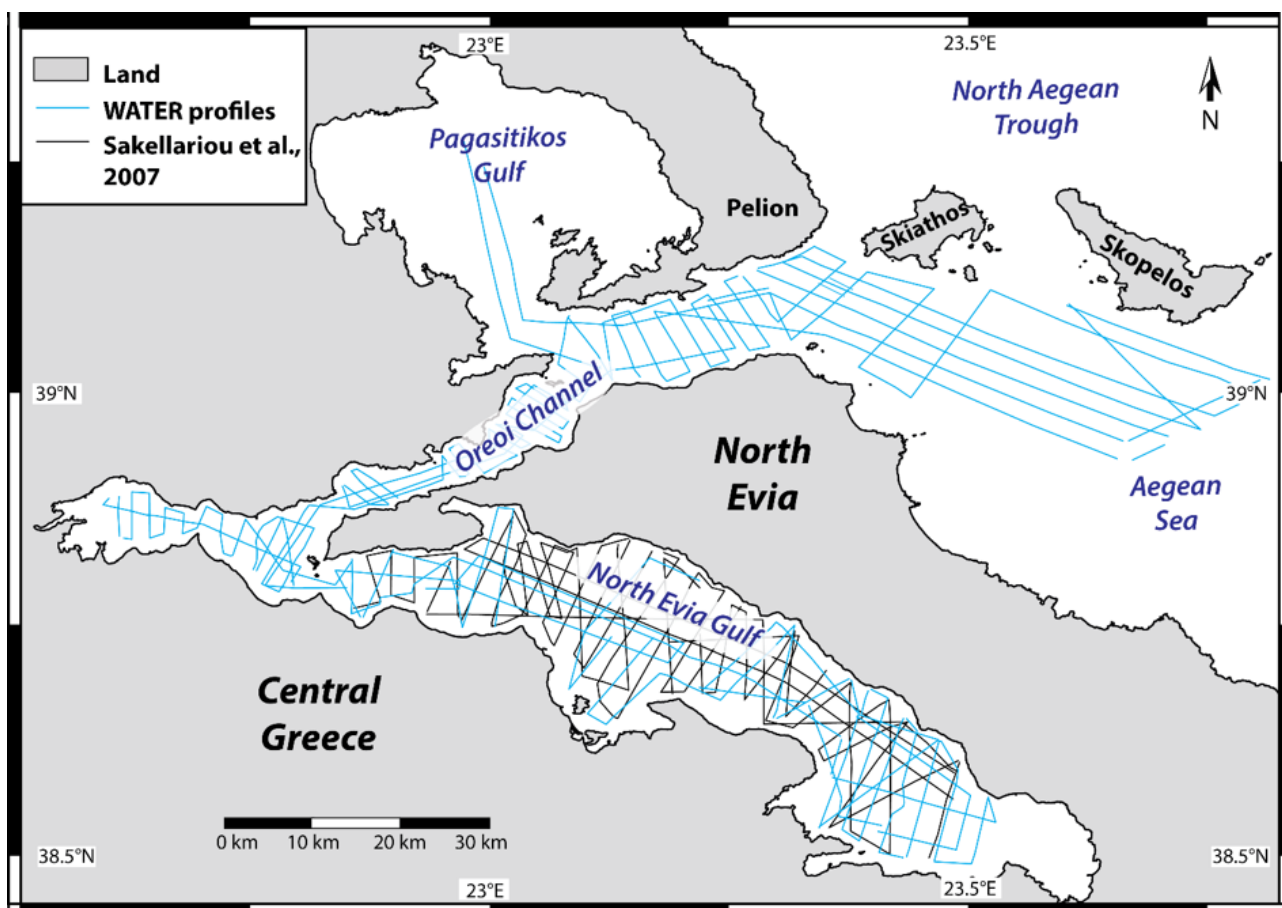 Land
WATER profiles
Sakellariou et al.,
2007
23°E
23.5°E
North Aegean
Trough
N
Pagasitikos
Gulf
Pelion
Skiathos
Skopelos
39°N
39°N
Oreoi Channel
North
Evia
Aegean
Sea
North Evia Gulf
Central
Greece
0 km
10 km
20 km
30 km
38.5°N
38.5°N
23°E
23.5°E